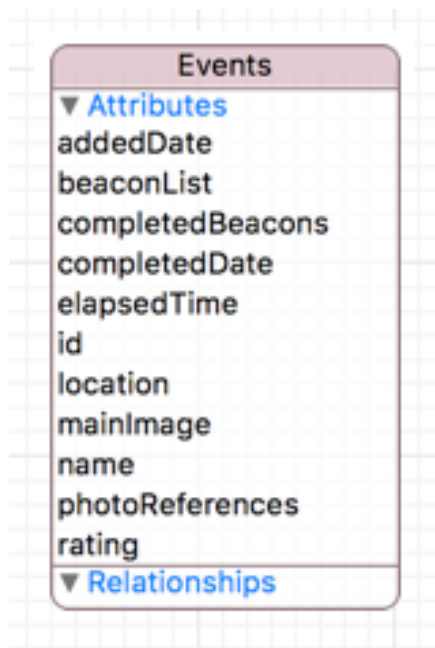 Events
Attributes
addedDate
beaconList
completedBeacons
completedDate
elapsedTime
id
location
mainImage
name
photoReferences
rating
Relationships